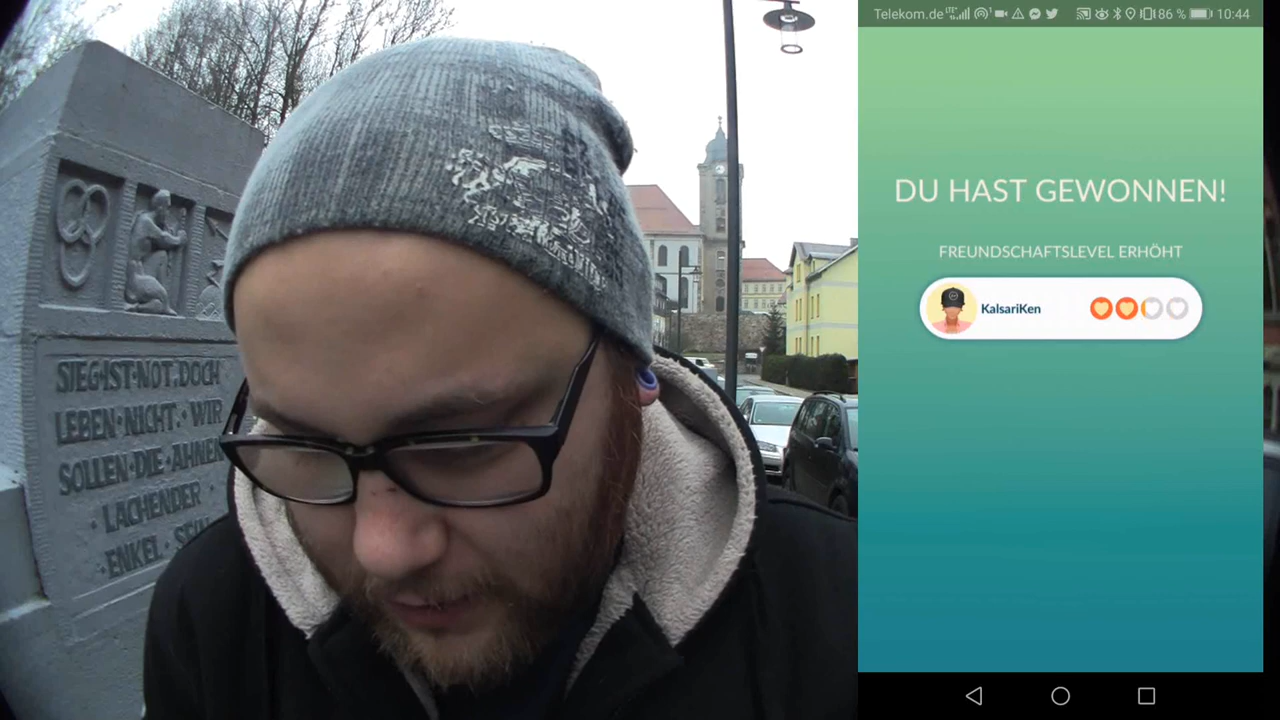 SIEG·IST·NOT·DOCH
LEBEN·NICHT·WIR
SOLLEN·DIE·AHNEN
·LACHENDER
·ENKEL·SEIN
Telekom.de 86 % 10:44
DU HAST GEWONNEN!
FREUNDSCHAFTSLEVEL ERHÖHT
KalsariKen